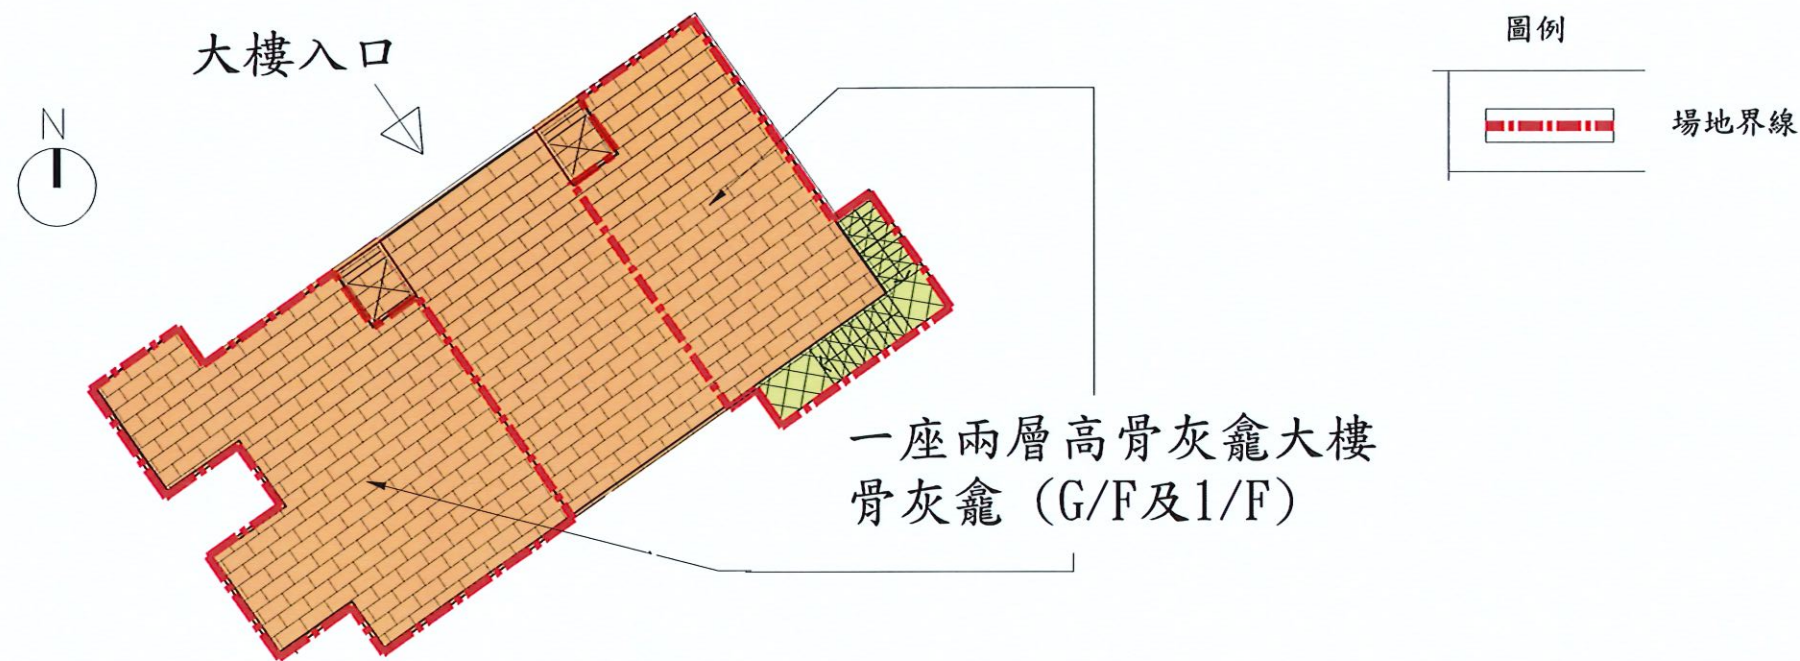 圖例
大樓入口
N
場地界線
一座兩層高骨灰龕大樓
骨灰龕 (G/F及1/F)